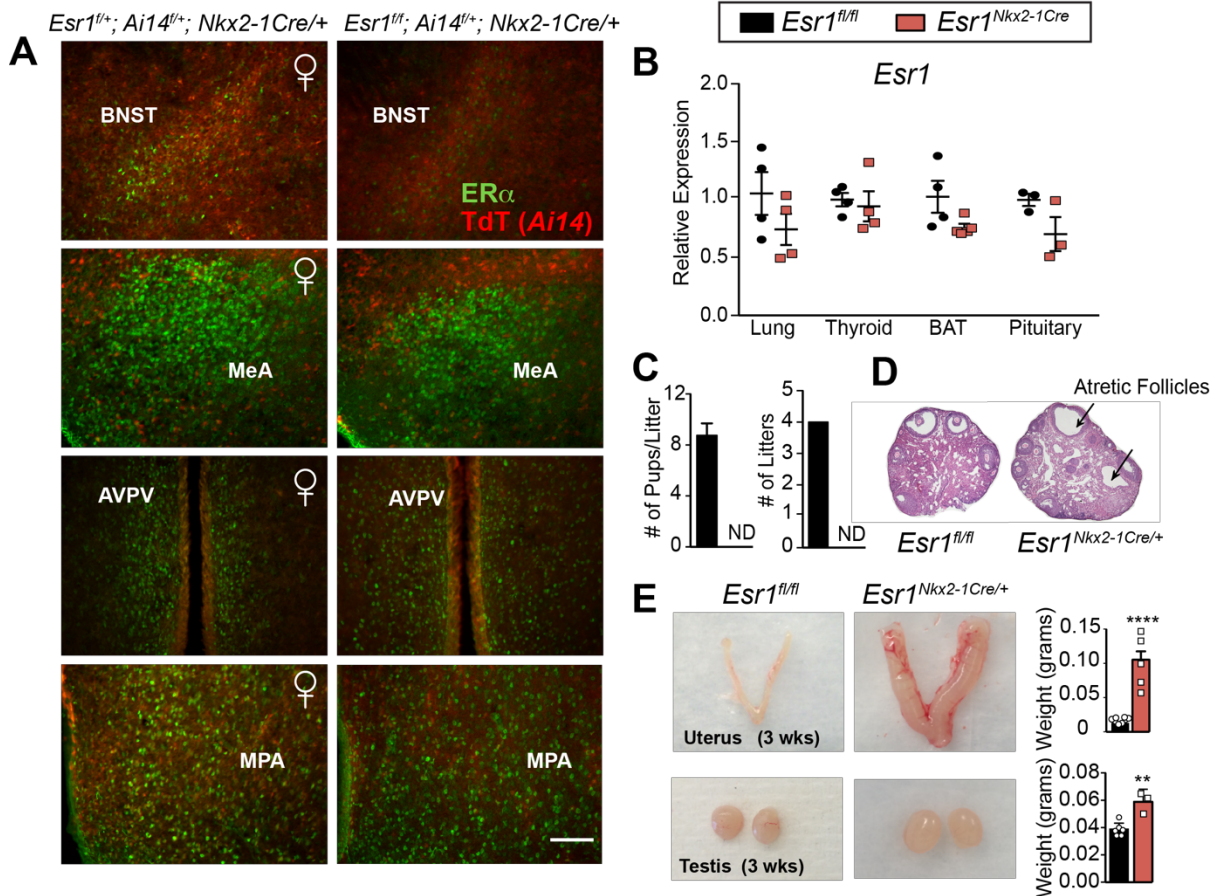 Esr1f/+; Ai14f/+; Nkx2-1Cre/+
Esr1f/f; Ai14f/+; Nkx2-1Cre/+
A
BNST
♀
BNST
ERα
TdT (Ai14)
MeA
♀
MeA
AVPV
♀
AVPV
MPA
♀
MPA
Esr1fl/fl
Esr1Nkx2-1Cre
B
Esr1
Relative Expression
2.0
1.5
1.0
0.5
0.0
Lung Thyroid BAT Pituitary
C
# of Pups/Litter
12
8
4
0
ND
# of Litters
5
4
3
2
1
0
ND
D
Atretic Follicles
Esr1fl/fl
Esr1Nkx2-1Cre/+
E
Esr1fl/fl
Esr1Nkx2-1Cre/+
Uterus (3 wks)
Weight (grams)
0.15
0.10
0.05
0
****
Testis (3 wks)
Weight (grams)
0.08
0.06
0.04
0.02
0.00
**